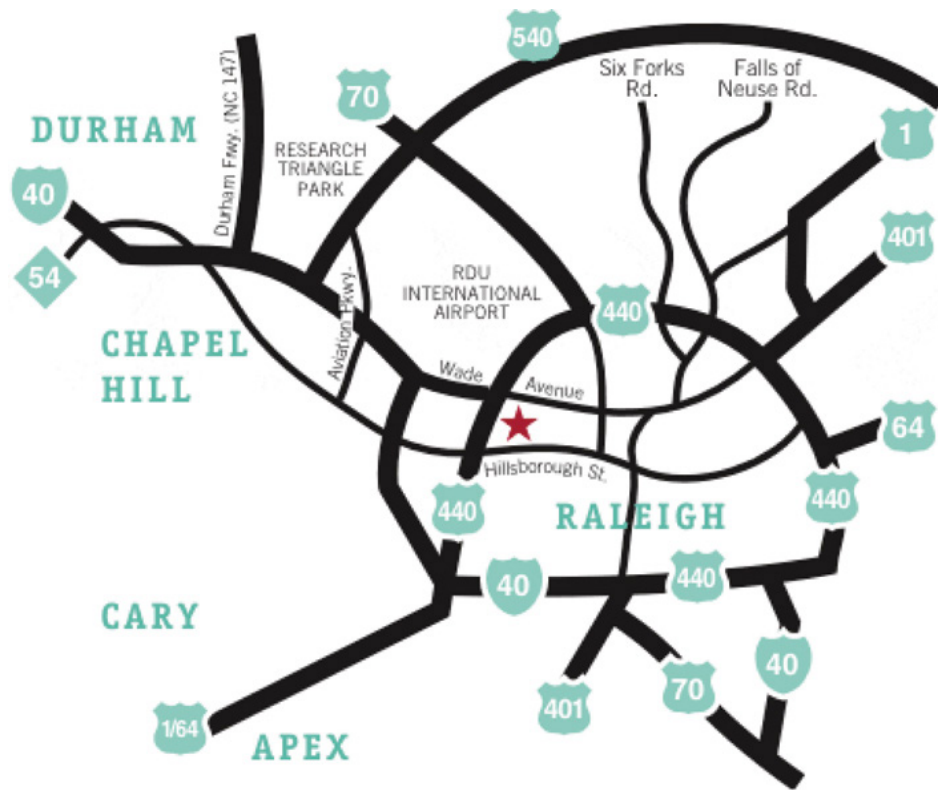 540
Six Forks
Rd.
Falls of
Neuse Rd.
70
1
DURHAM
Durham Frwy. (NC 147)
RESEARCH
TRIANGLE
PARK
40
401
54
RDU
INTERNATIONAL
AIRPORT
Aviation Pkwy.
440
CHAPEL
HILL
Wade Avenue
64
Hillsborough St.
440
RALEIGH
440
40
440
CARY
40
70
401
1/64
APEX